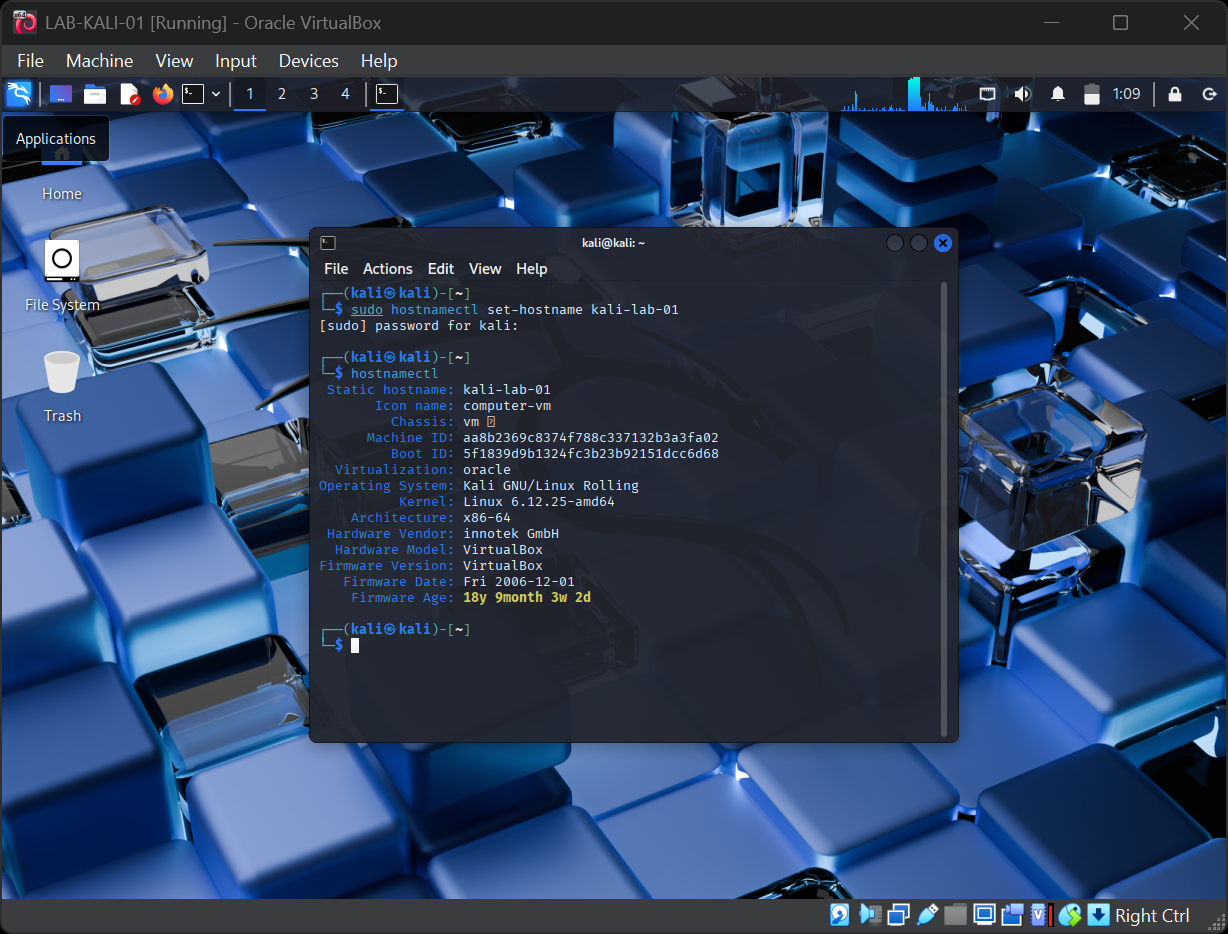 LAB-KALI-01 [Running] - Oracle VirtualBox
File Machine View Input Devices Help
1 2 3 4
1:09
Applications
Home
File System
Trash
kali@kali: ~
File Actions Edit View Help
┌──(kali㉿kali)-[~]
└─$ sudo hostnamectl set-hostname kali-lab-01
[sudo] password for kali:
┌──(kali㉿kali)-[~]
└─$ hostnamectl
Static hostname: kali-lab-01
Icon name: computer-vm
Chassis: vm
Machine ID: aa8b2369c8374f788c337132b3a3fa02
Boot ID: 5f1839d9b1324fc3b23b92151dcc6d68
Virtualization: oracle
Operating System: Kali GNU/Linux Rolling
Kernel: Linux 6.12.25-amd64
Architecture: x86-64
Hardware Vendor: innotek GmbH
Hardware Model: VirtualBox
Firmware Version: VirtualBox
Firmware Date: Fri 2006-12-01
Firmware Age: 18y 9month 3w 2d
┌──(kali㉿kali)-[~]
└─$
Right Ctrl